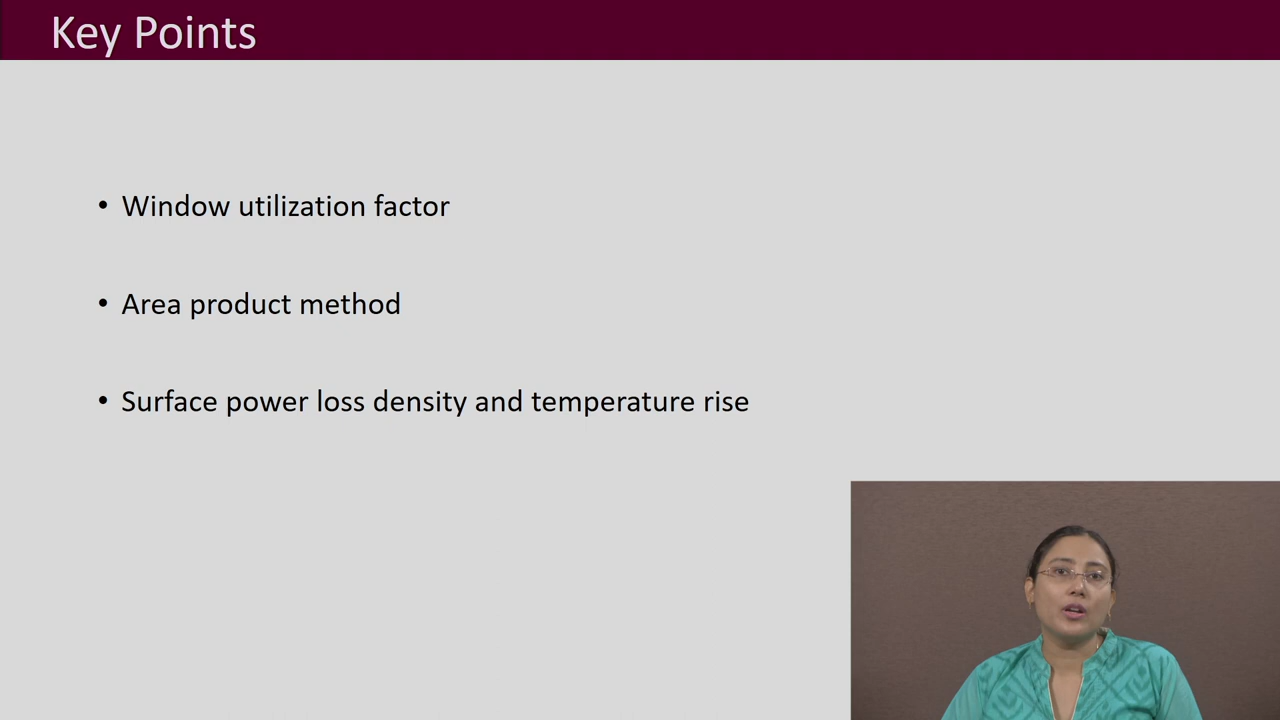 Key Points
• Window utilization factor
• Area product method
• Surface power loss density and temperature rise